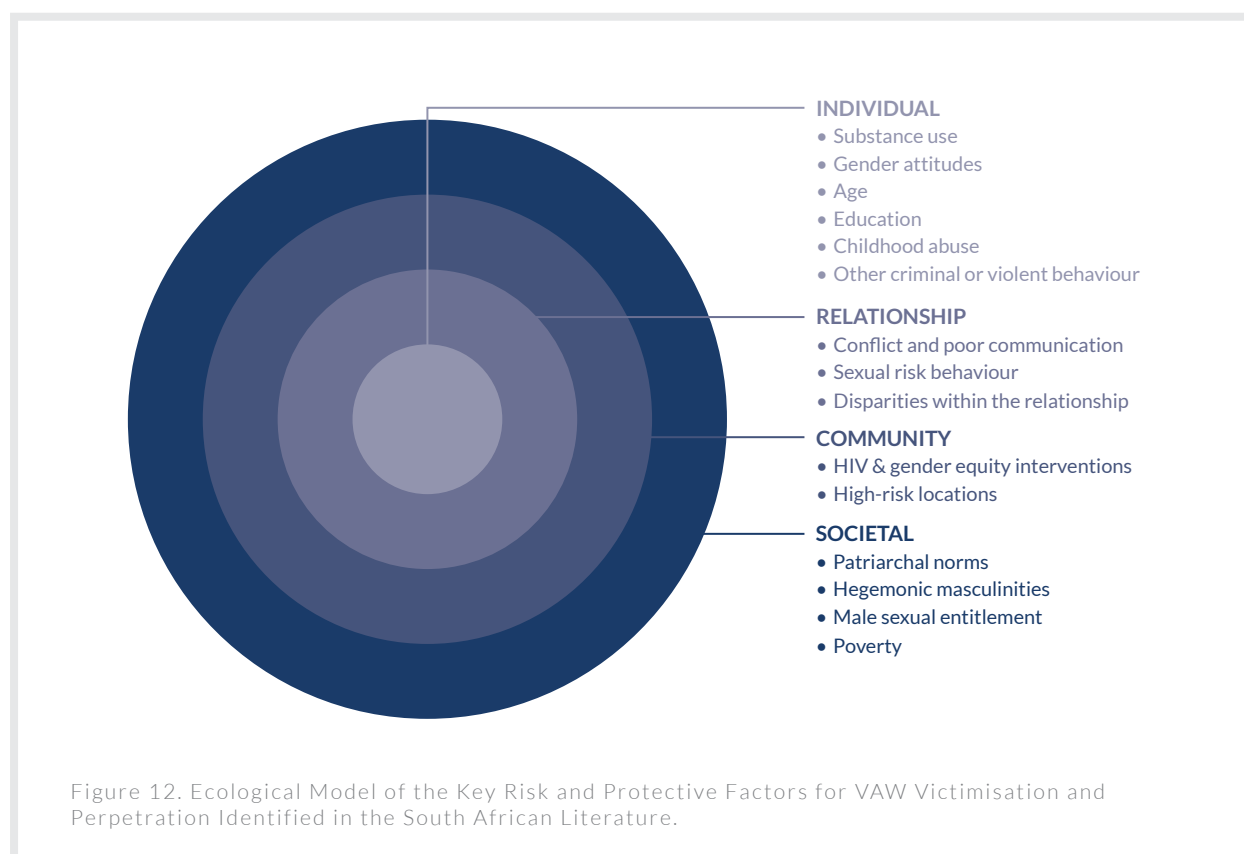 INDIVIDUAL
• Substance use
• Gender attitudes
• Age
• Education
• Childhood abuse
• Other criminal or violent behaviour
RELATIONSHIP
• Conflict and poor communication
• Sexual risk behaviour
• Disparities within the relationship
COMMUNITY
• HIV & gender equity interventions
• High-risk locations
SOCIETAL
• Patriarchal norms
• Hegemonic masculinities
• Male sexual entitlement
• Poverty
Figure 12. Ecological Model of the Key Risk and Protective Factors for VAW Victimisation and
Perpetration Identified in the South African Literature.